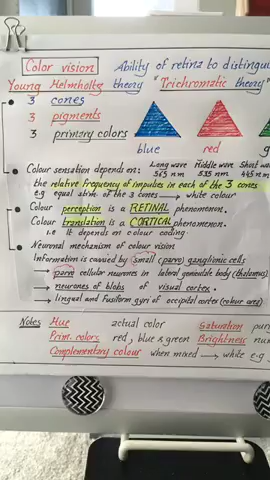 Color vision
Ability of retina to distingui
Young Helmholtz theory "Trichromatic theory
3 cones
3 pigments
3 primary colors
blue
red
g
Colour sensation depends on:
Long wave Middle wave Short wave
565 nm 535 nm 445 nm
the relative frequency of impulses in each of the 3 cones
e.g equal stim of the 3 cones → white colour
Colour perception is a RETINAL phenomenon.
Colour translation is a CORTICAL phenomenon.
i.e it depends on colour coding.
Neuronal mechanism of colour vision
Information is caused by small (parvo) ganglionic cells
→ parvo cellular neurones in lateral geniculate body (thalamus)
→ neurones of blobs of visual cortex.
→ lingual and fusiform gyri of occipital cortex (colour area)
Notes Hue actual color Saturation pur
Prim. colors red, blue & green Brightness nu
Complementary colour when mixed → white e.g